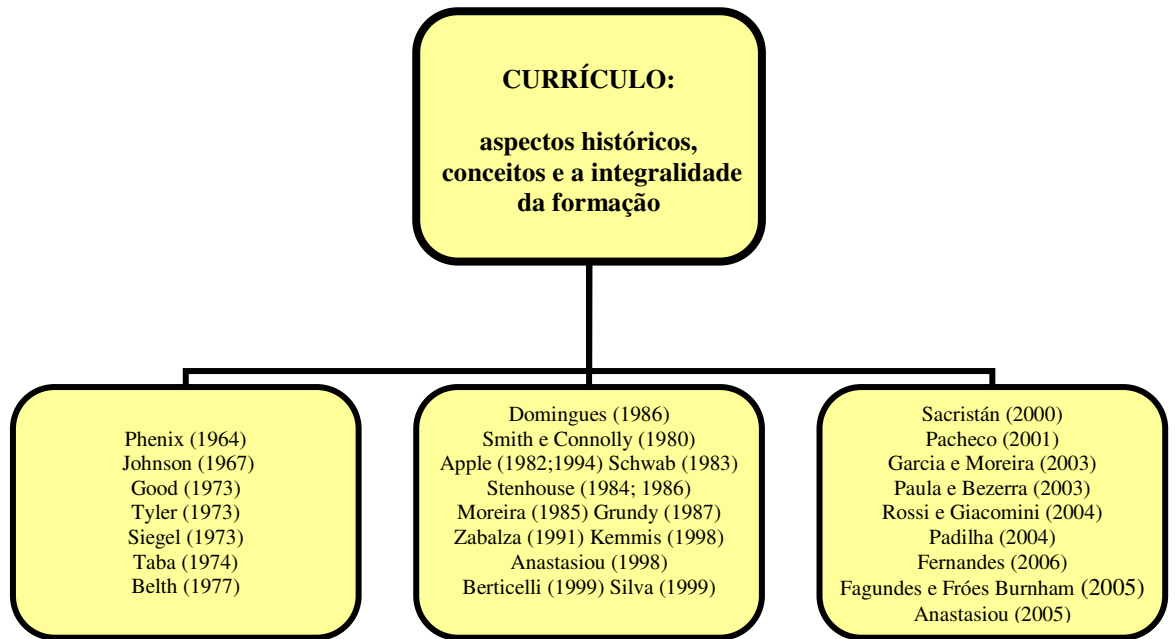 CURRÍCULO:
aspectos históricos,
conceitos e a integralidade
da formação
Phenix (1964)
Johnson (1967)
Good (1973)
Tyler (1973)
Siegel (1973)
Taba (1974)
Belth (1977)
Domingues (1986)
Smith e Connolly (1980)
Apple (1982;1994) Schwab (1983)
Stenhouse (1984; 1986)
Moreira (1985) Grundy (1987)
Zabalza (1991) Kemmis (1998)
Anastasiou (1998)
Berticelli (1999) Silva (1999)
Sacristán (2000)
Pacheco (2001)
Garcia e Moreira (2003)
Paula e Bezerra (2003)
Rossi e Giacomini (2004)
Padilha (2004)
Fernandes (2006)
Fagundes e Fróes Burnham (2005)
Anastasiou (2005)